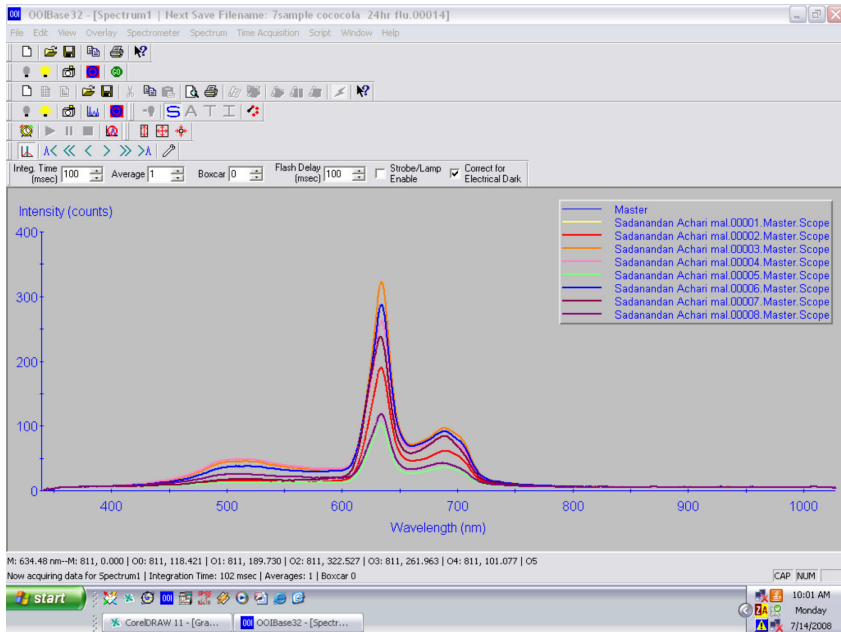 OOIBase32 - [Spectrum1 | Next Save Filename: 7sample cococola 24hr flu.00014]
File Edit View Overlay Spectrometer Spectrum Time Acquisition Script Window Help
S A T I
Integ. Time (msec) 100 Average 1 Boxcar 0 Flash Delay (msec) 100 Strobe/Lamp Enable Correct for Electrical Dark
Intensity (counts)
Master
Sadanandan Achari mal.00001.Master.Scope
Sadanandan Achari mal.00002.Master.Scope
Sadanandan Achari mal.00003.Master.Scope
Sadanandan Achari mal.00004.Master.Scope
Sadanandan Achari mal.00005.Master.Scope
Sadanandan Achari mal.00006.Master.Scope
Sadanandan Achari mal.00007.Master.Scope
Sadanandan Achari mal.00008.Master.Scope
400
300
200
100
0
400 500 600 700 800 900 1000
Wavelength (nm)
M: 634.48 nm--M: 811, 0.000 | O0: 811, 118.421 | O1: 811, 189.730 | O2: 811, 322.527 | O3: 811, 261.963 | O4: 811, 101.077 | O5
Now acquiring data for Spectrum1 | Integration Time: 102 msec | Averages: 1 | Boxcar 0 CAP NUM
start
CorelDRAW 11 - [Gra... OOIBase32 - [Spectr...
10:01 AM
Monday
7/14/2008